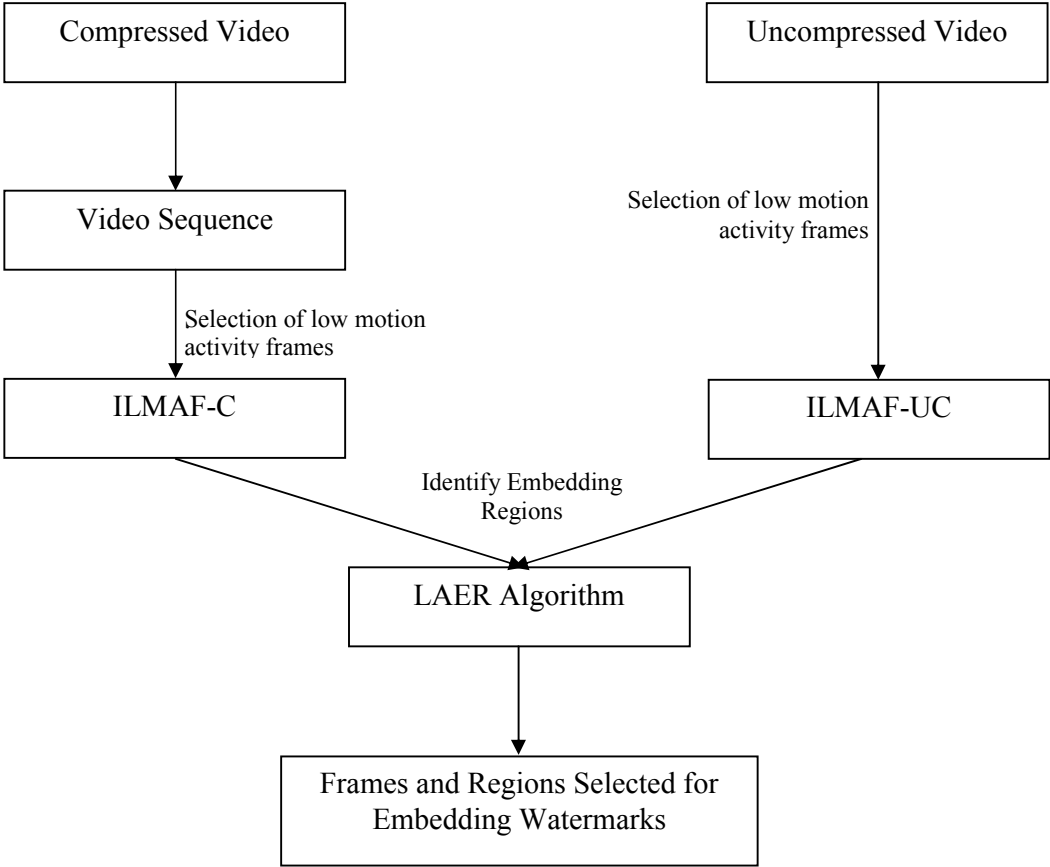 Compressed Video
Uncompressed Video
Video Sequence
Selection of low motion
activity frames
Selection of low motion
activity frames
ILMAF-C
ILMAF-UC
Identify Embedding
Regions
LAER Algorithm
Frames and Regions Selected for
Embedding Watermarks